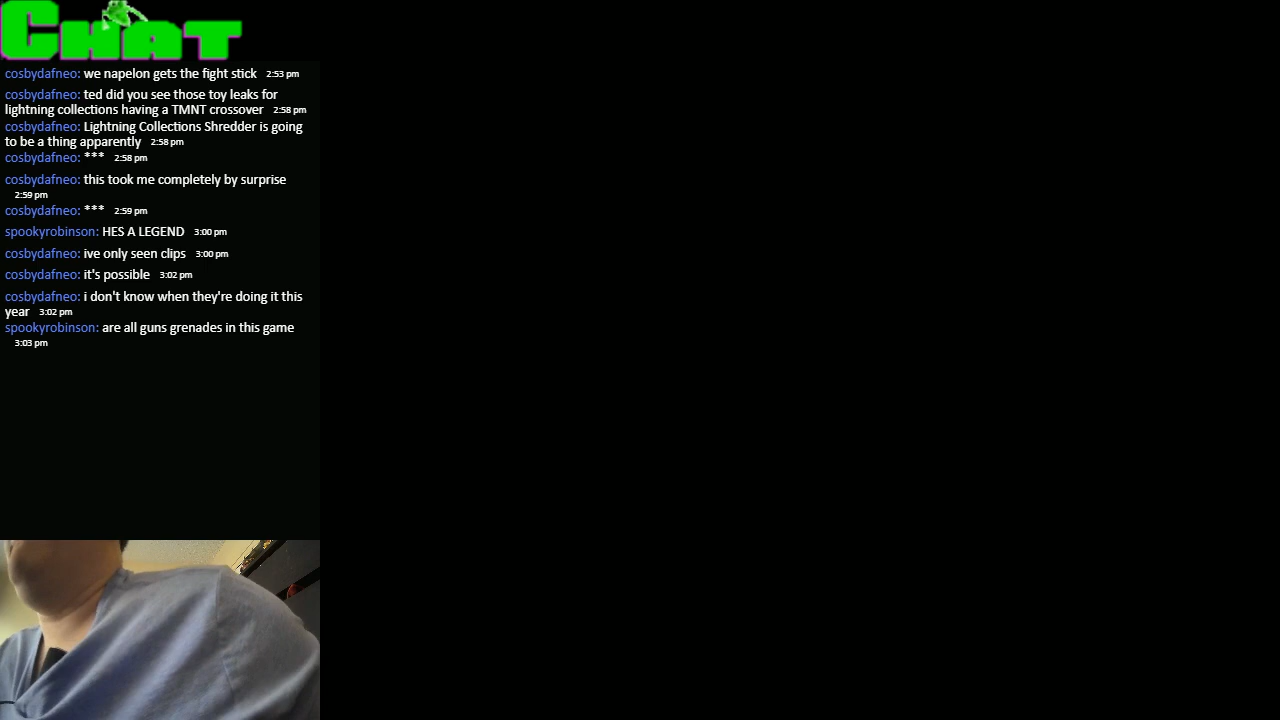 CHAT
cosbydafneo: we napelon gets the fight stick 2:53 pm
cosbydafneo: ted did you see those toy leaks for
lightning collections having a TMNT crossover 2:58 pm
cosbydafneo: Lightning Collections Shredder is going
to be a thing apparently 2:58 pm
cosbydafneo: *** 2:58 pm
cosbydafneo: this took me completely by surprise
2:59 pm
cosbydafneo: *** 2:59 pm
spookyrobinson: HES A LEGEND 3:00 pm
cosbydafneo: ive only seen clips 3:00 pm
cosbydafneo: it's possible 3:02 pm
cosbydafneo: i don't know when they're doing it this
year 3:02 pm
spookyrobinson: are all guns grenades in this game
3:03 pm